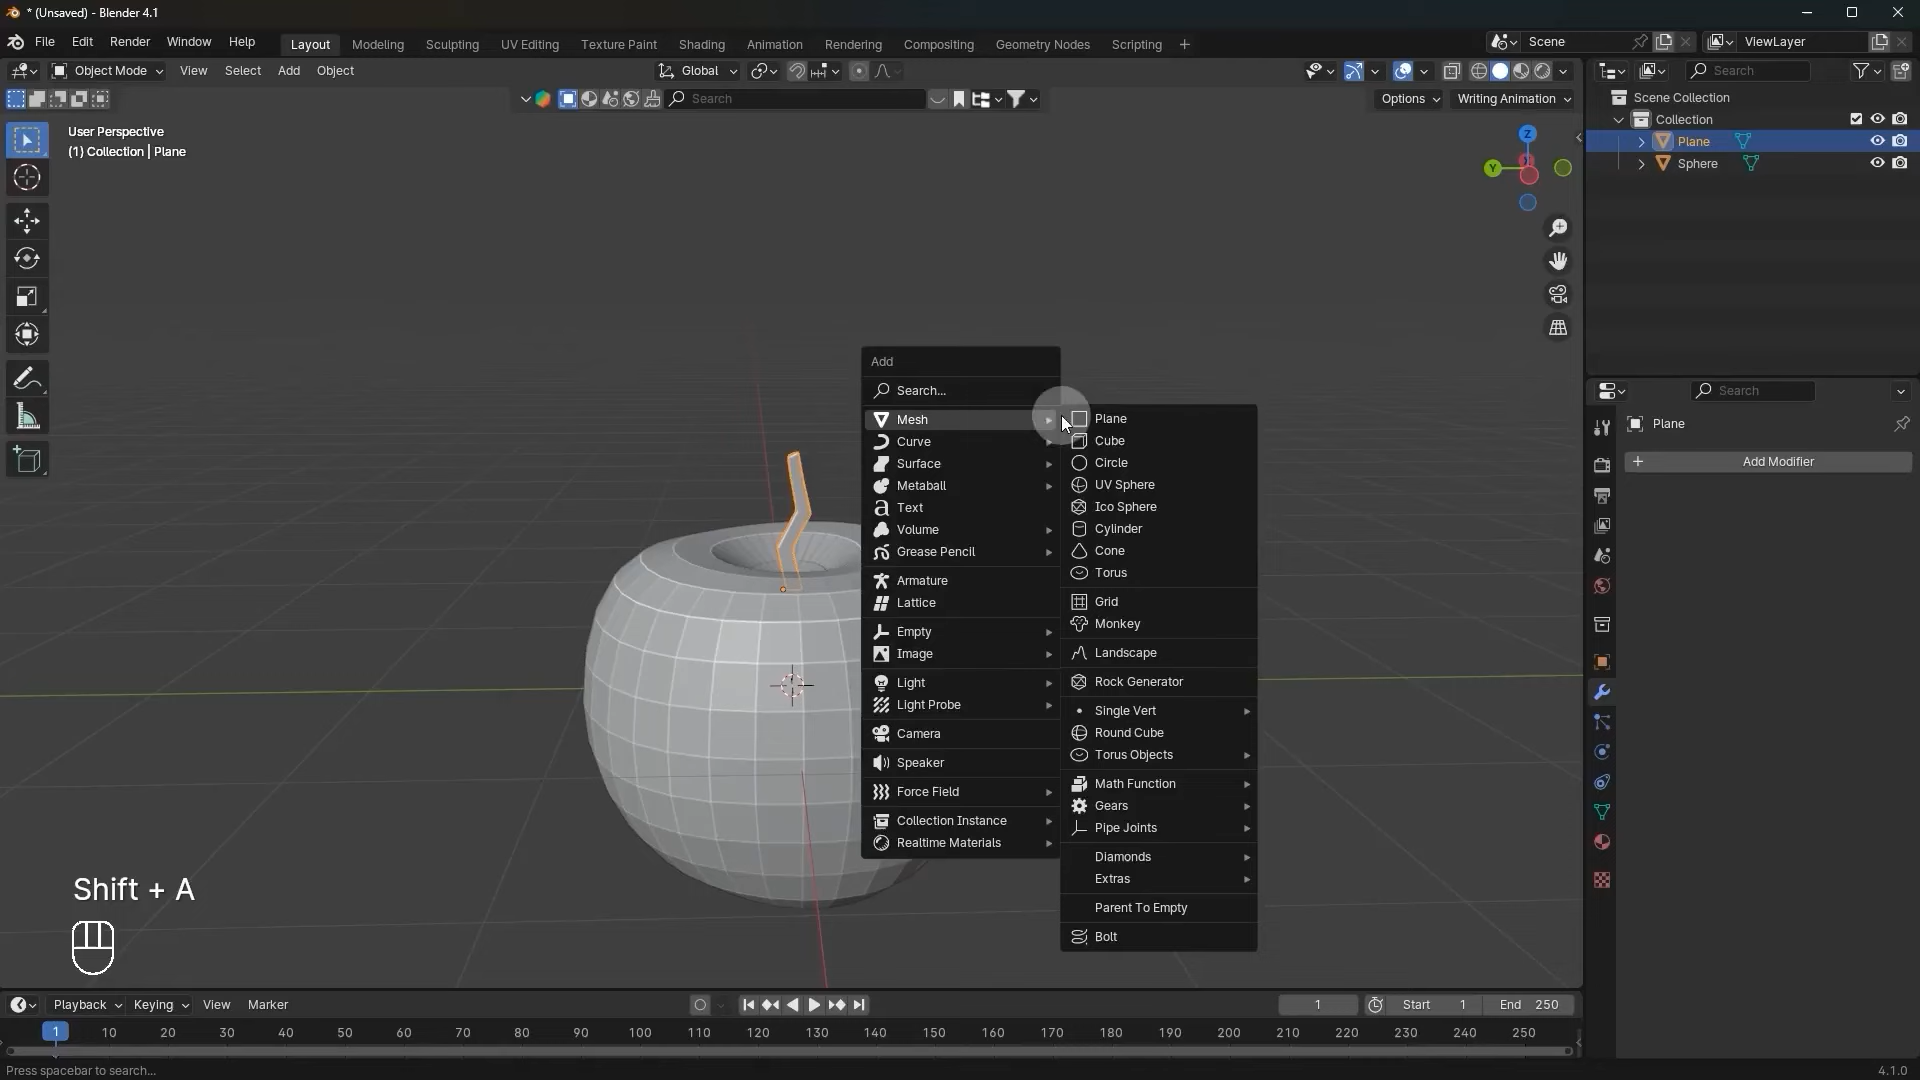 * (Unsaved) - Blender 4.1
File Edit Render Window Help Layout Modeling Sculpting UV Editing Texture Paint Shading Animation Rendering Compositing Geometry Nodes Scripting + Scene ViewLayer
Object Mode View Select Add Object Global Search
Search Options Writing Animation
User Perspective
(1) Collection | Plane
Z
Y
Scene Collection
Collection
Plane
Sphere
Search
Plane
+ Add Modifier
Add
Search...
Mesh
Curve
Surface
Metaball
Text
Volume
Grease Pencil
Armature
Lattice
Empty
Image
Light
Light Probe
Camera
Speaker
Force Field
Collection Instance
Realtime Materials
Plane
Cube
Circle
UV Sphere
Ico Sphere
Cylinder
Cone
Torus
Grid
Monkey
Landscape
Rock Generator
Single Vert
Round Cube
Torus Objects
Math Function
Gears
Pipe Joints
Diamonds
Extras
Parent To Empty
Bolt
Shift + A
Playback Keying View Marker 1 Start 1 End 250
1 10 20 30 40 50 60 70 80 90 100 110 120 130 140 150 160 170 180 190 200 210 220 230 240 250
Press spacebar to search... 4.1.0